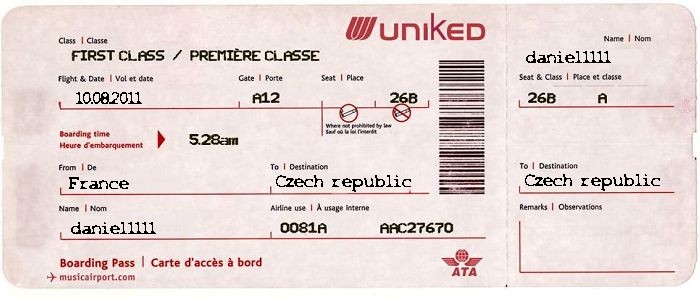 UNIKED
Class | Classe
FIRST CLASS / PREMIÈRE CLASSE
Flight & Date | Vol et date
Gate | Porte
Seat | Place
10.08.2011
A12
26B
Where not prohibited by law
Sauf où la loi l'interdit
Boarding time
Heure d'embarquement
5.28am
From | De
To | Destination
France
Czech republic
Name | Nom
Airline use | À usage interne
daniel1111
0081A
AAC27670
Boarding Pass | Carte d'accès à bord
musicairport.com
ATA
Name | Nom
daniel1111
Seat & Class | Place et classe
26B A
To | Destination
Czech republic
Remarks | Observations